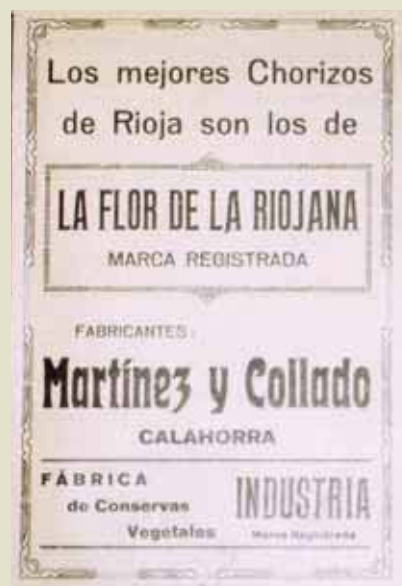 Los mejores Chorizos
de Rioja son los de
LA FLOR DE LA RIOJANA
MARCA REGISTRADA
FABRICANTES:
Martínez y Collado
CALAHORRA
FÁBRICA
de Conservas
Vegetales
INDUSTRIA
Marca Registrada